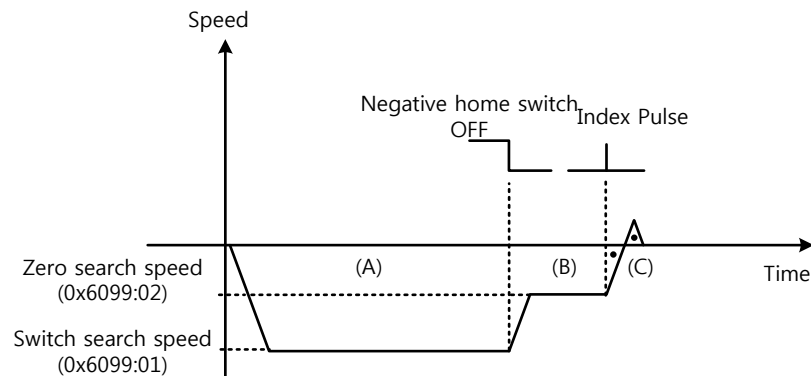 Speed
Negative home switch
OFF
Index Pulse
(A)
(B)
(C)
Zero search speed
(0x6099:02)
Time
Switch search speed
(0x6099:01)